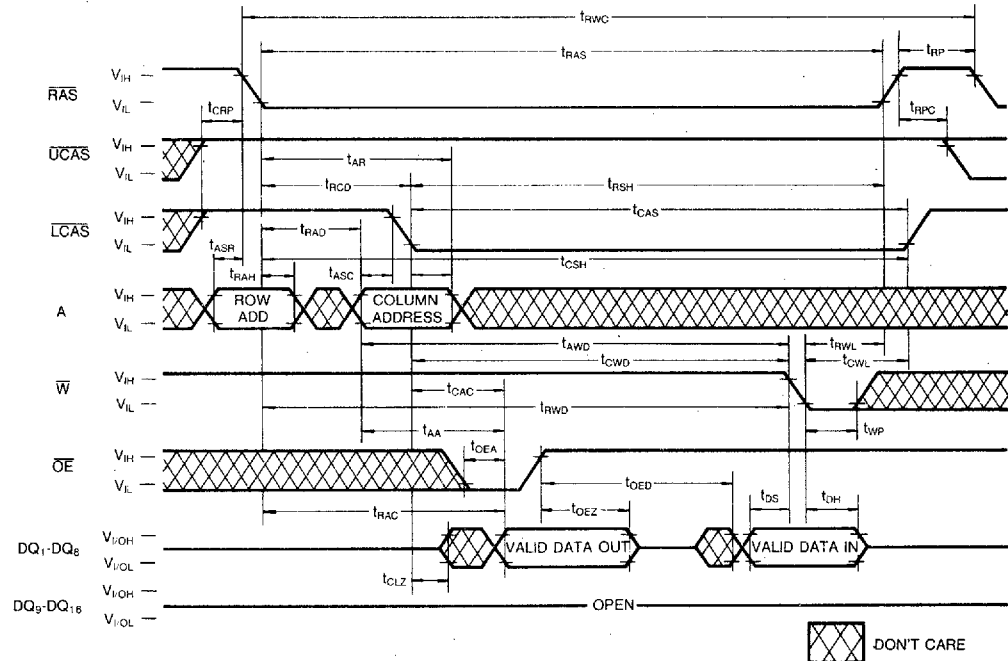 tRWC
tRAS
tRP
RAS
VIH
VIL
tCRP
tRPC
UCAS
VIH
VIL
tAR
tRCD
tRSH
LCAS
VIH
VIL
tCAS
tRAD
tASR
tCSH
tRAH
tASC
A
VIH
VIL
ROW
ADD
COLUMN
ADDRESS
tAWD
tRWL
tCWD
tCWL
W
VIH
VIL
tCAC
tRWD
tWP
tAA
OE
VIH
VIL
tOEA
tOED
tDS
tDH
tRAC
tOEZ
DQ1-DQ8
VI/OH
VI/OL
VALID DATA OUT
VALID DATA IN
tCLZ
DQ9-DQ16
VI/OH
VI/OL
OPEN
DON'T CARE